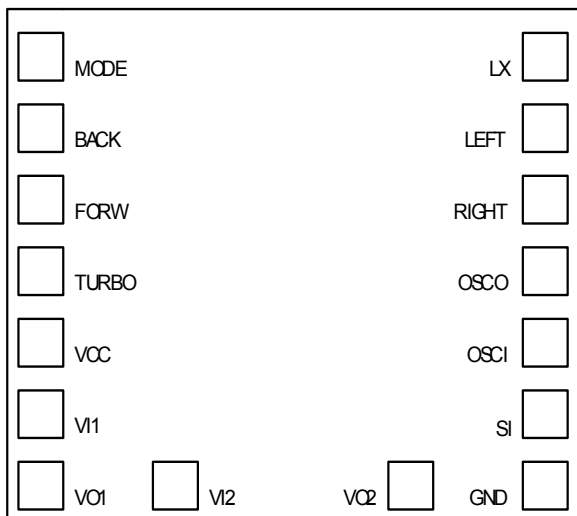 MODE LX
BACK LEFT
FORW RIGHT
TURBO OSCO
VCC OSCI
VI1 SI
VO1 VI2 VO2 GND